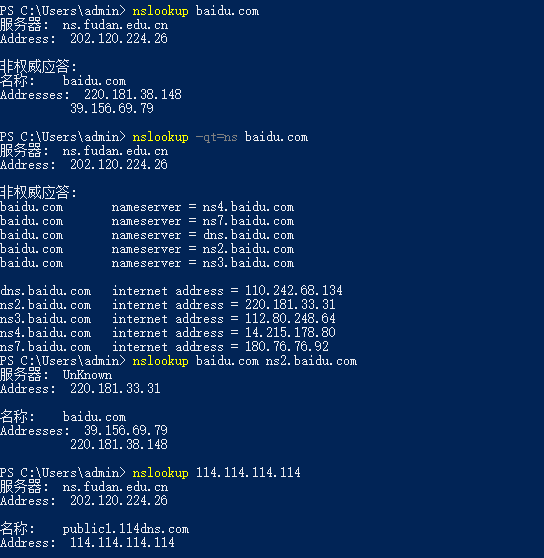 PS C:\Users\admin> nslookup baidu.com
服务器:  ns.fudan.edu.cn
Address:  202.120.224.26
非权威应答:
名称:    baidu.com
Addresses:  220.181.38.148
39.156.69.79
PS C:\Users\admin> nslookup -qt=ns baidu.com
服务器:  ns.fudan.edu.cn
Address:  202.120.224.26
非权威应答:
baidu.com       nameserver = ns4.baidu.com
baidu.com       nameserver = ns7.baidu.com
baidu.com       nameserver = dns.baidu.com
baidu.com       nameserver = ns2.baidu.com
baidu.com       nameserver = ns3.baidu.com
dns.baidu.com   internet address = 110.242.68.134
ns2.baidu.com   internet address = 220.181.33.31
ns3.baidu.com   internet address = 112.80.248.64
ns4.baidu.com   internet address = 14.215.178.80
ns7.baidu.com   internet address = 180.76.76.92
PS C:\Users\admin> nslookup baidu.com ns2.baidu.com
服务器:  UnKnown
Address:  220.181.33.31
名称:    baidu.com
Addresses:  39.156.69.79
220.181.38.148
PS C:\Users\admin> nslookup 114.114.114.114
服务器:  ns.fudan.edu.cn
Address:  202.120.224.26
名称:    public1.114dns.com
Address:  114.114.114.114